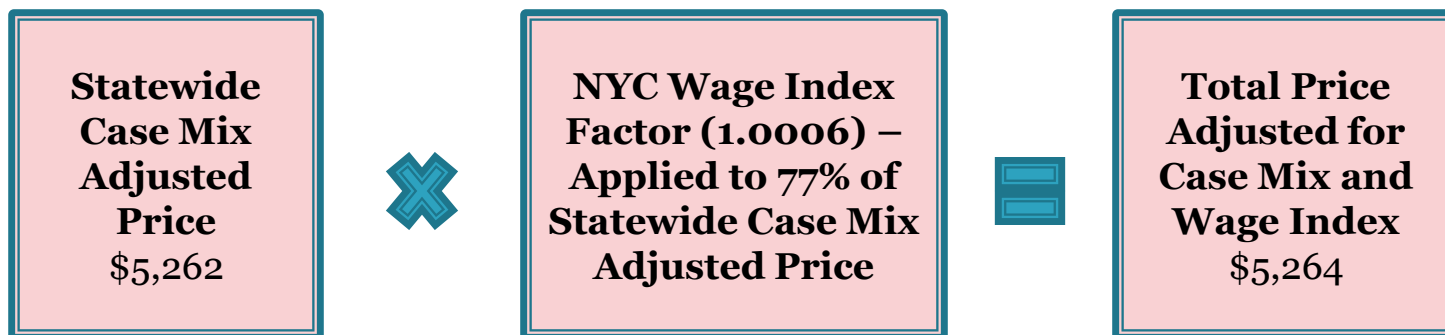 Statewide
Case Mix
Adjusted
Price
$5,262
NYC Wage Index
Factor (1.0006) –
Applied to 77% of
Statewide Case Mix
Adjusted Price
Total Price
Adjusted for
Case Mix and
Wage Index
$5,264